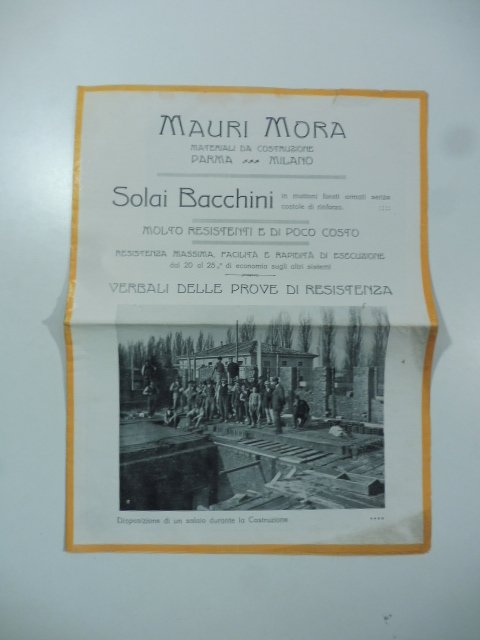 MAURI MORA
MATERIALI DA COSTRUZIONE
PARMA MILANO
Solai Bacchini in mattoni forati armati senza
costole di rinforzo.
MOLTO RESISTENTI E DI POCO COSTO
RESISTENZA MASSIMA, FACILITÀ E RAPIDITÀ DI ESECUZIONE
dal 20 al 25 % di economia sugli altri sistemi
VERBALI DELLE PROVE DI RESISTENZA
Disposizione di un solaio durante la Costruzione